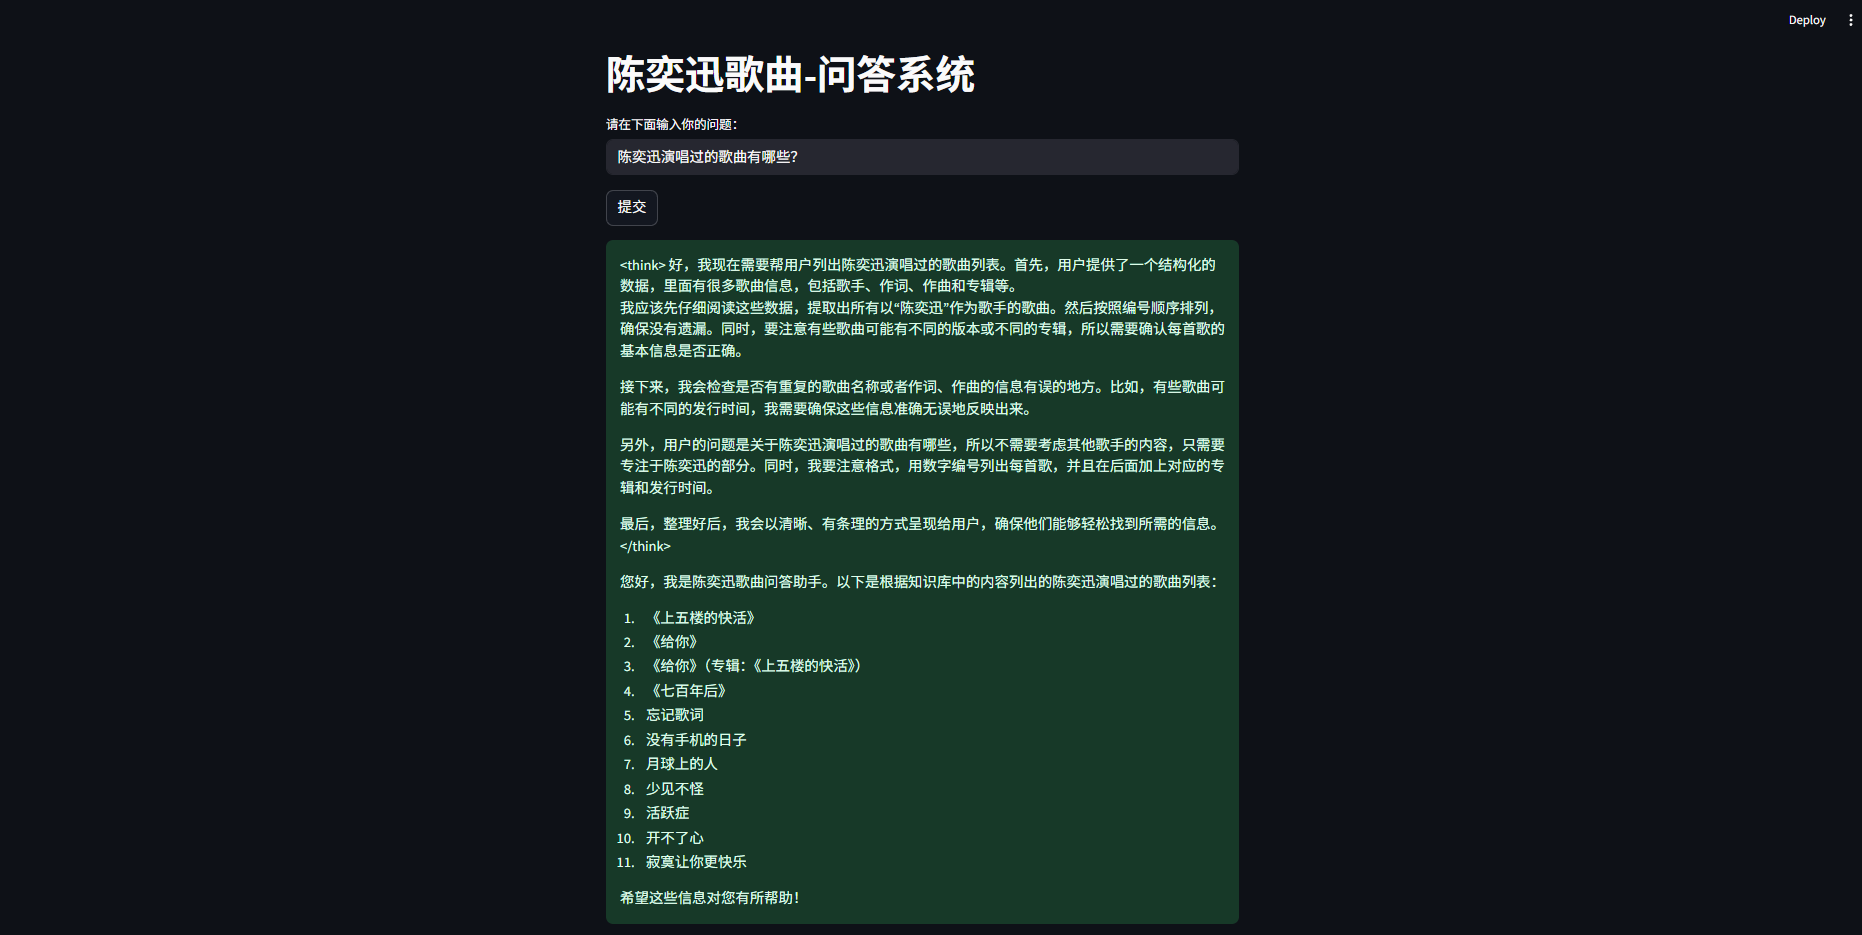 Deploy
陈奕迅歌曲-问答系统
请在下面输入你的问题：
陈奕迅演唱过的歌曲有哪些？
提交
<think> 好，我现在需要帮用户列出陈奕迅演唱过的歌曲列表。首先，用户提供了一个结构化的
数据，里面有很多歌曲信息，包括歌手、作词、作曲和专辑等。
我应该先仔细阅读这些数据，提取出所有以“陈奕迅”作为歌手的歌曲。然后按照编号顺序排列，
确保没有遗漏。同时，要注意有些歌曲可能有不同的版本或不同的专辑，所以需要确认每首歌的
基本信息是否正确。
接下来，我会检查是否有重复的歌曲名称或者作词、作曲的信息有误的地方。比如，有些歌曲可
能有不同的发行时间，我需要确保这些信息准确无误地反映出来。
另外，用户的问题是关于陈奕迅演唱过的歌曲有哪些，所以不需要考虑其他歌手的内容，只需要
专注于陈奕迅的部分。同时，我要注意格式，用数字编号列出每首歌，并且在后面加上对应的专
辑和发行时间。
最后，整理好后，我会以清晰、有条理的方式呈现给用户，确保他们能够轻松找到所需的信息。
</think>
您好，我是陈奕迅歌曲问答助手。以下是根据知识库中的内容列出的陈奕迅演唱过的歌曲列表：
1. 《上五楼的快活》
2. 《给你》
3. 《给你》（专辑：《上五楼的快活》）
4. 《七百年后》
5. 忘记歌词
6. 没有手机的日子
7. 月球上的人
8. 少见不怪
9. 活跃症
10. 开不了心
11. 寂寞让你更快乐
希望这些信息对您有所帮助！